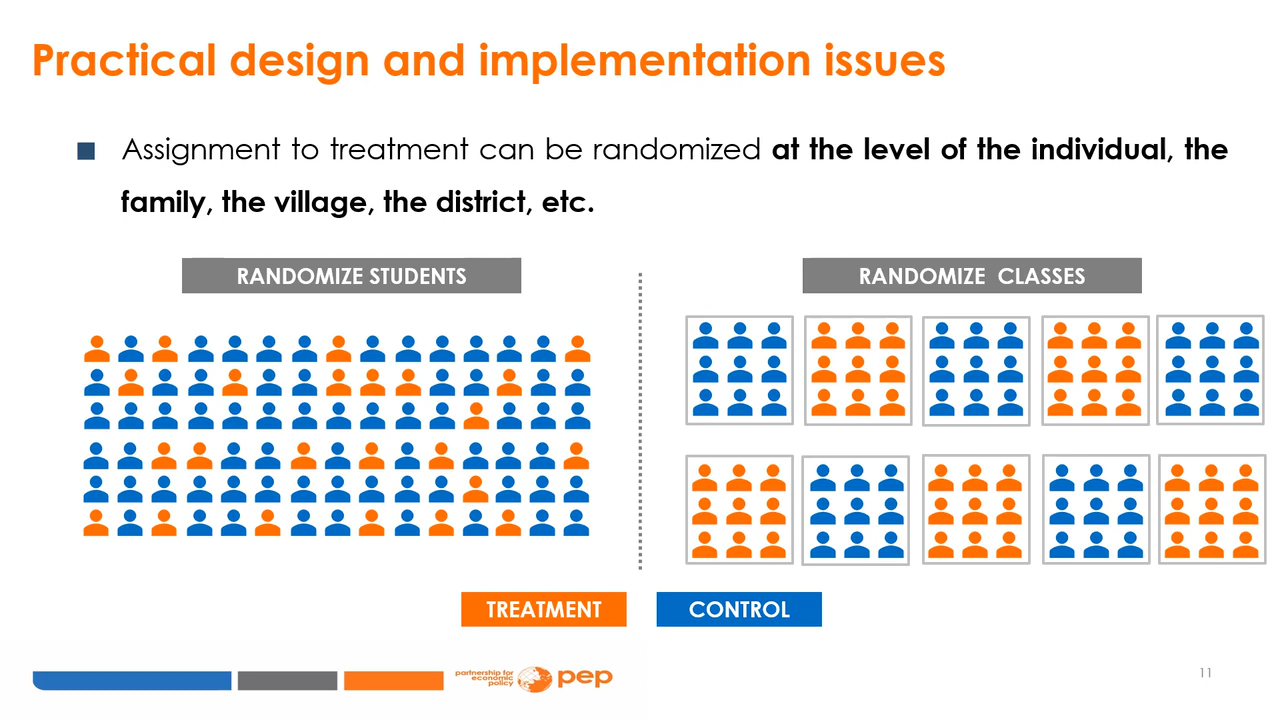 Practical design and implementation issues
Assignment to treatment can be randomized at the level of the individual, the
family, the village, the district, etc.
RANDOMIZE STUDENTS
RANDOMIZE CLASSES
TREATMENT
CONTROL
partnership for
economic
policy
pep
11